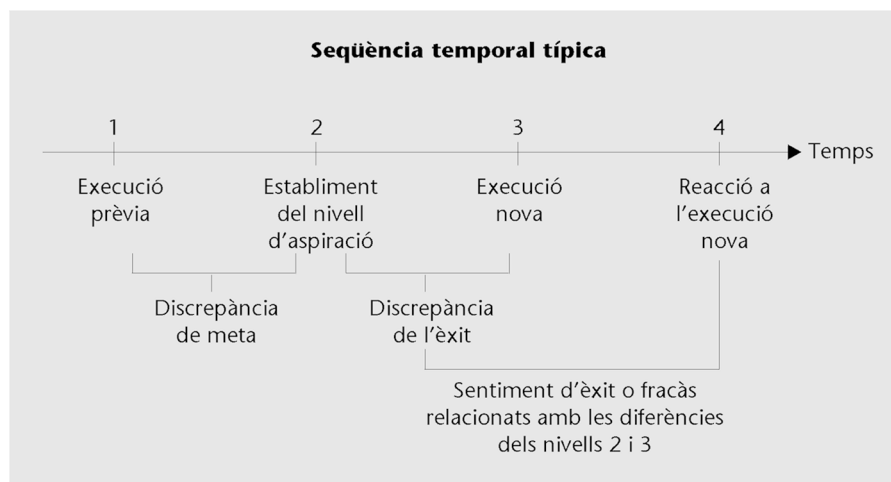 Seqüència temporal típica
1 2 3 4
Temps
Execució
prèvia
Establiment
del nivell
d'aspiració
Execució
nova
Reacció a
l'execució
nova
Discrepància
de meta
Discrepància
de l'èxit
Sentiment d'èxit o fracàs
relacionats amb les diferències
dels nivells 2 i 3